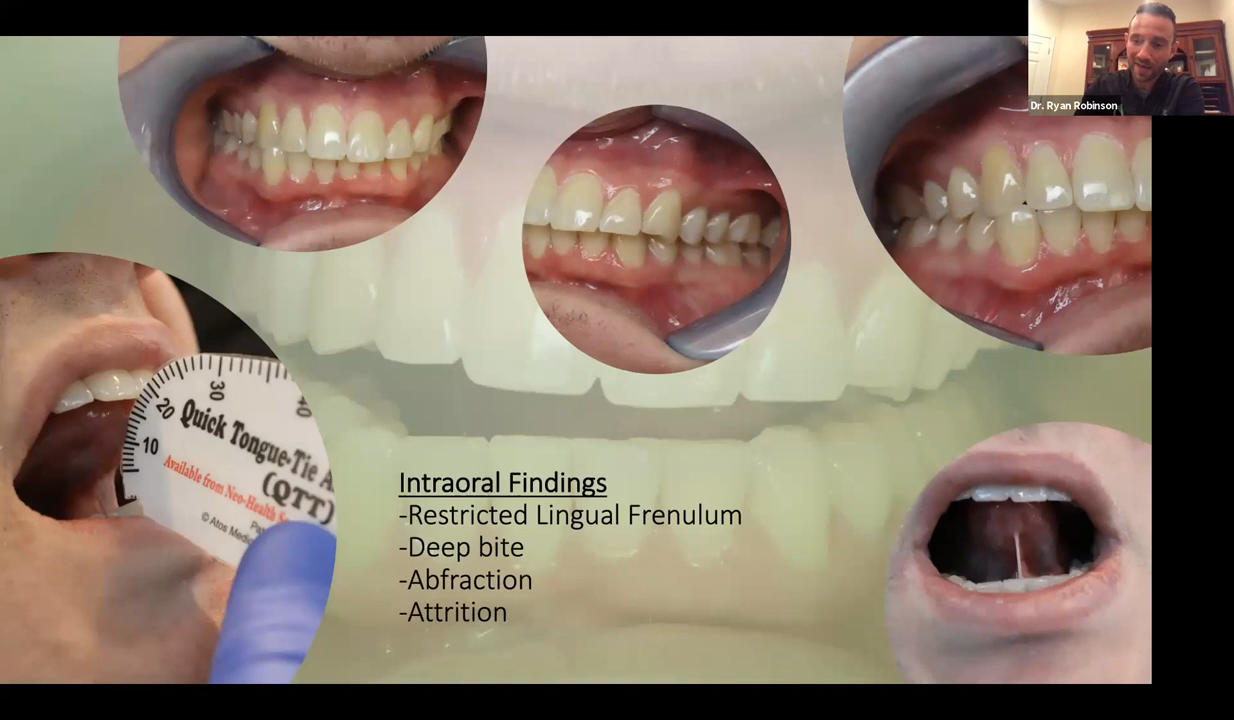 Dr. Ryan Robinson
10
20
30
40
Quick Tongue-Tie
(QTT)
Available from Neo-Health
© Atos
Intraoral Findings
-Restricted Lingual Frenulum
-Deep bite
-Abfraction
-Attrition